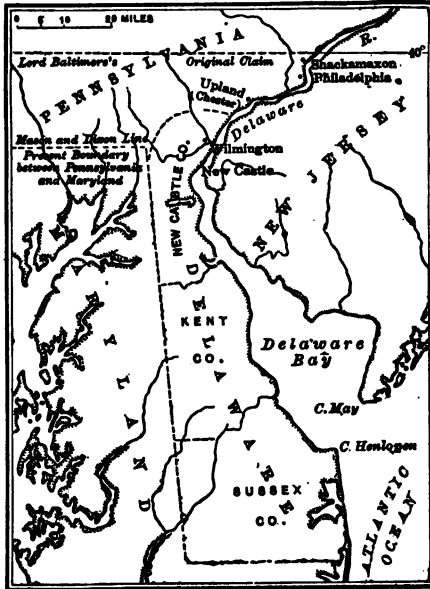 0 5 10 20 MILES
PENNSYLVANIA
R.
Lord Baltimore's Original Claim
40°
Shackamaxon
Philadelphia
Upland
(Chester)
Delaware
Mason and Dixon Line
Present Boundary
between Pennsylvania
and Maryland
Wilmington
New Castle
NEW CASTLE CO.
NEW JERSEY
MARYLAND
DELAWARE
KENT
CO.
Delaware
Bay
C. May
C. Henlopen
SUSSEX
CO.
ATLANTIC
OCEAN